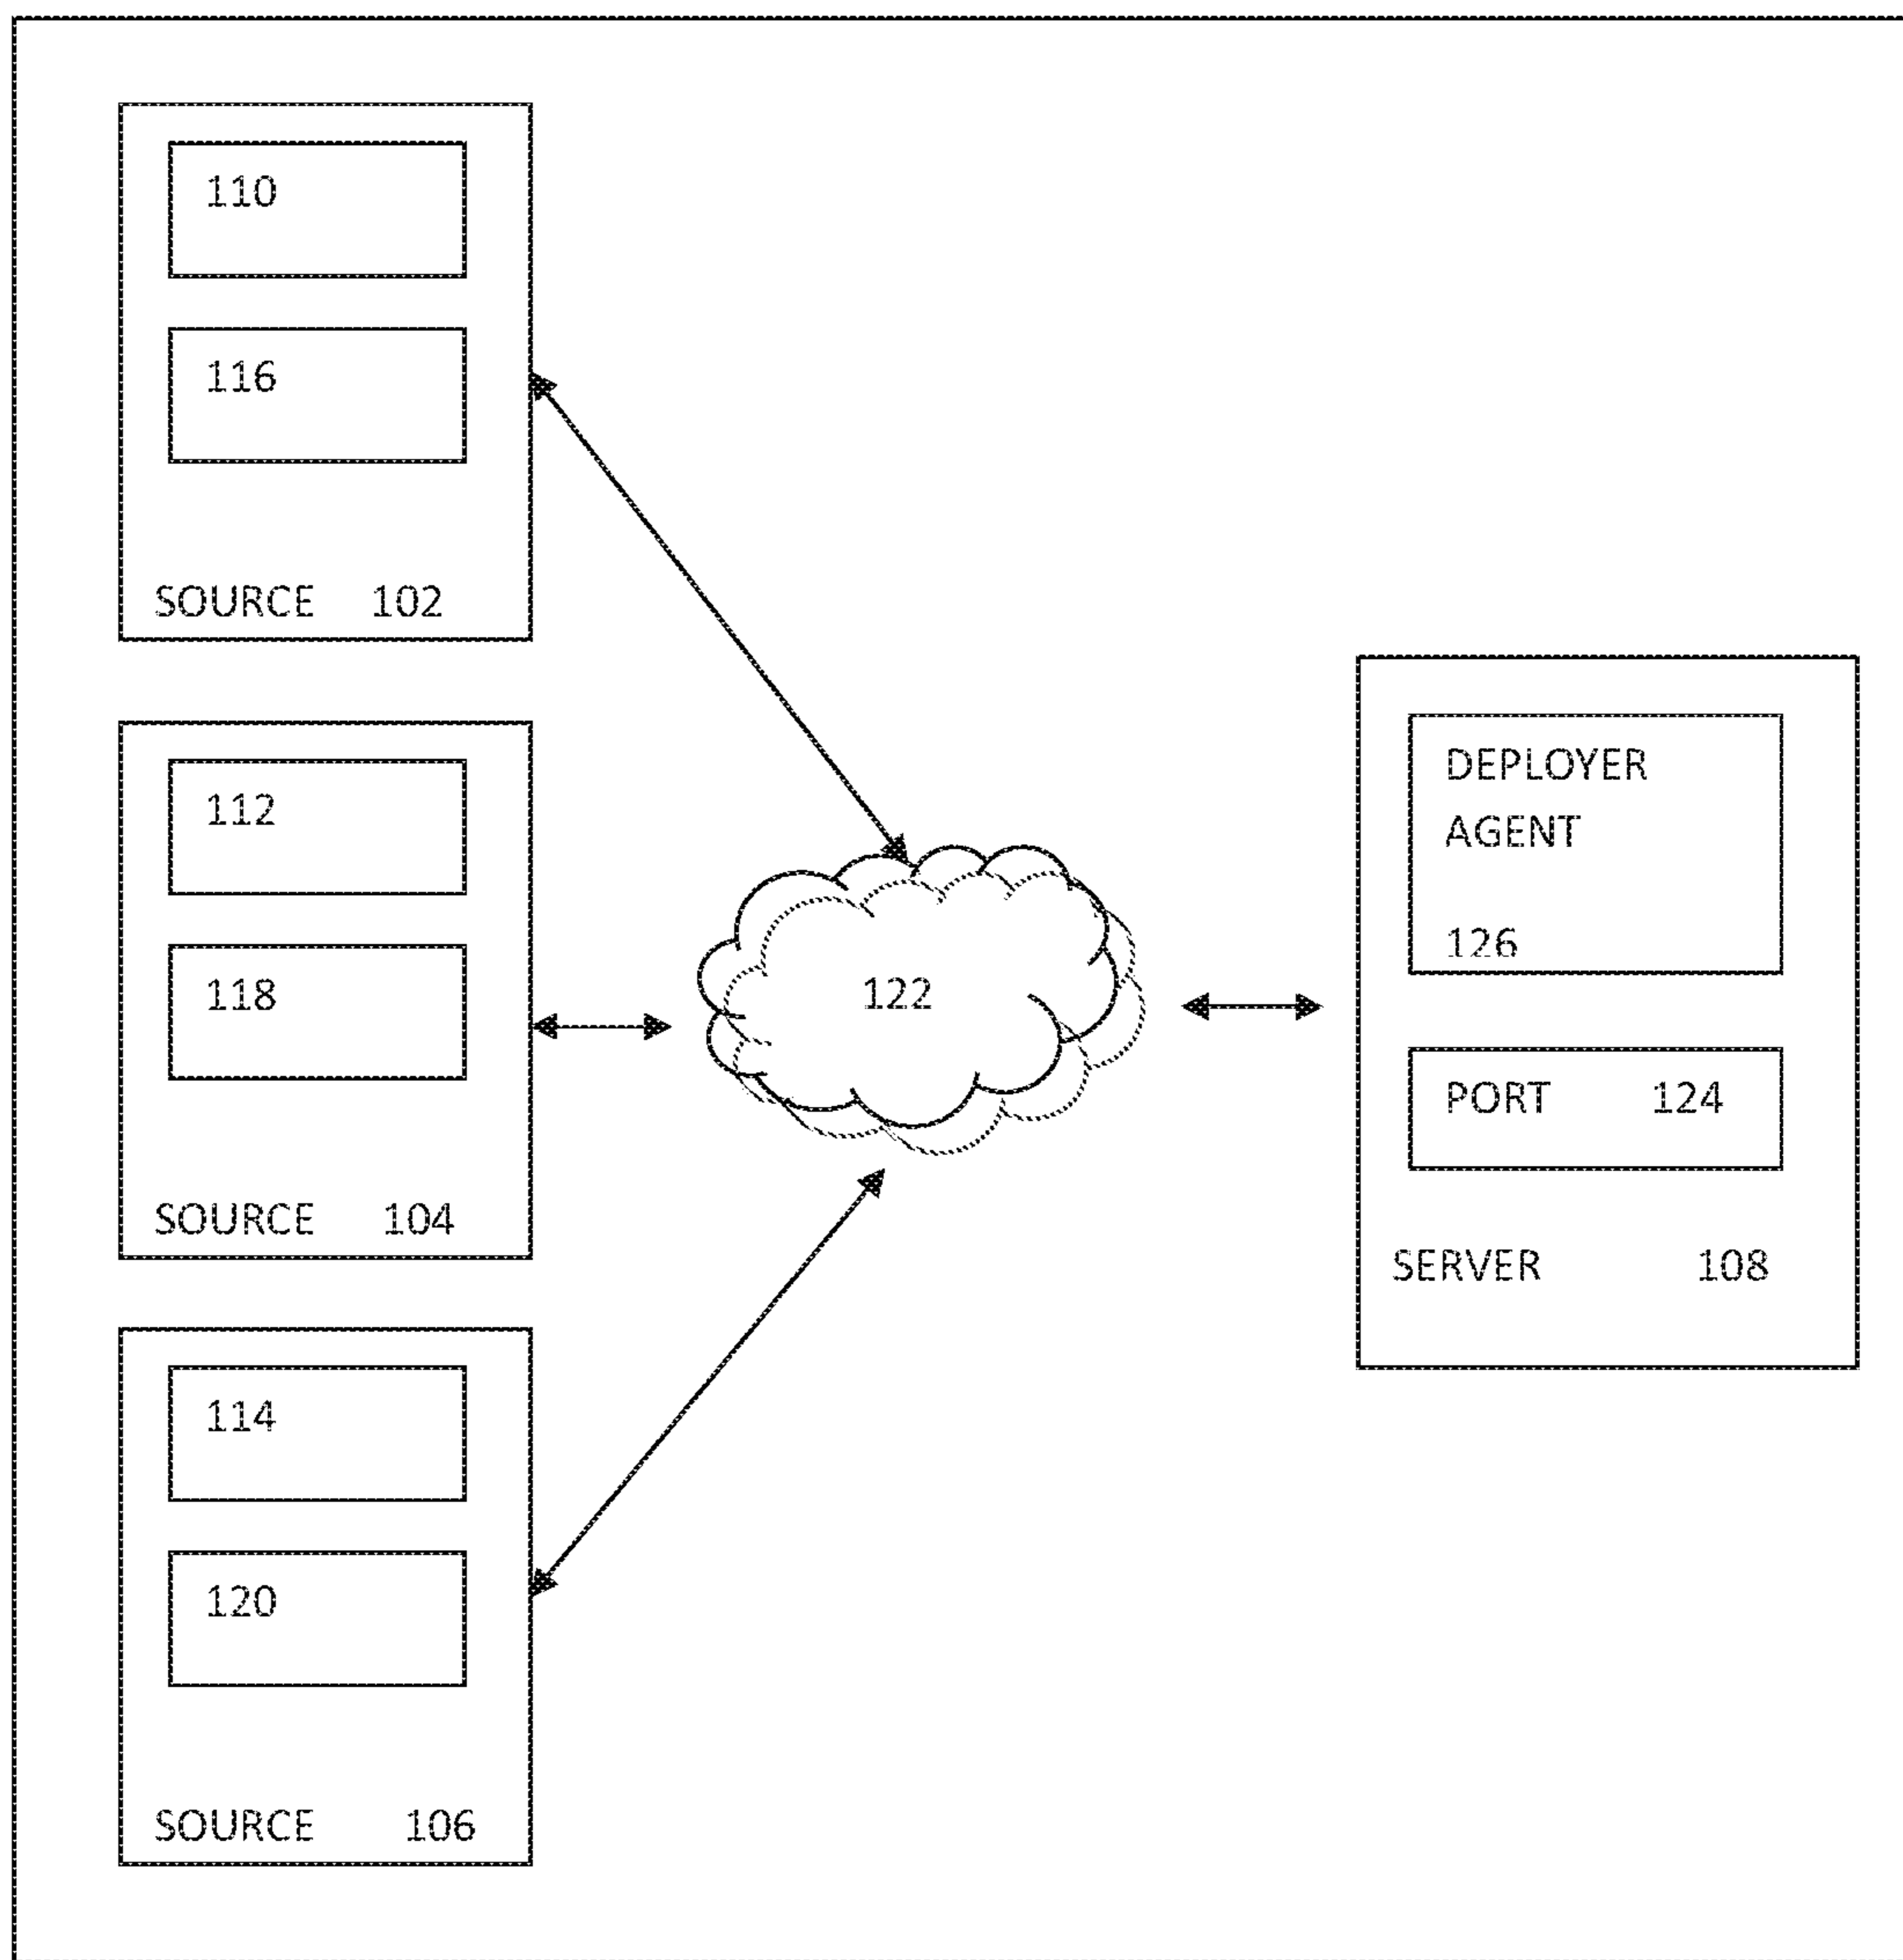 110
116
SOURCE 102
112
118
SOURCE 104
114
120
SOURCE 106
122
DEPLOYER
AGENT
126
PORT 124
SERVER 108